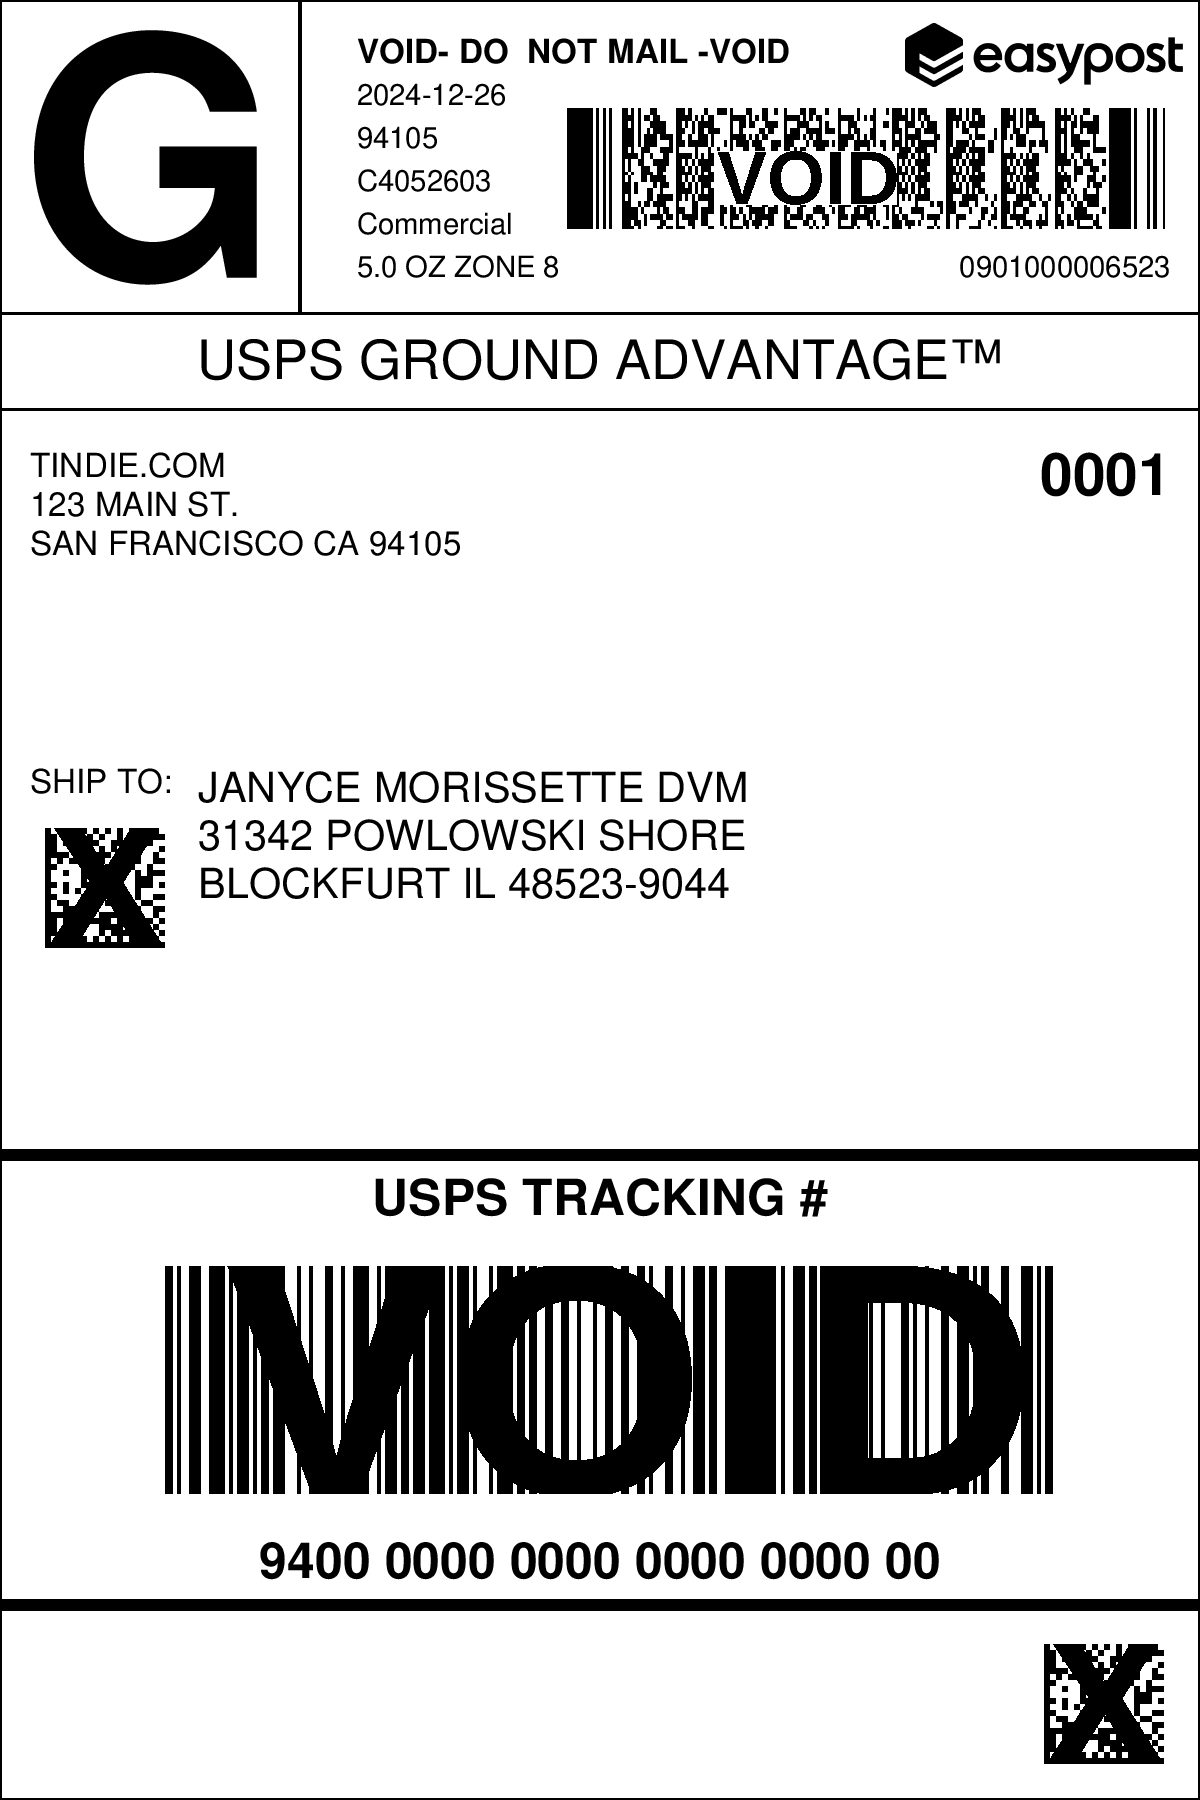 G
VOID- DO  NOT MAIL -VOID
easypost
2024-12-26
94105
C4052603
Commercial
5.0 OZ ZONE 8
VOID
0901000006523
USPS GROUND ADVANTAGE™
TINDIE.COM
123 MAIN ST.
SAN FRANCISCO CA 94105
0001
SHIP TO:
JANYCE MORISSETTE DVM
31342 POWLOWSKI SHORE
BLOCKFURT IL 48523-9044
X
USPS TRACKING #
VOID
9400 0000 0000 0000 0000 00
X